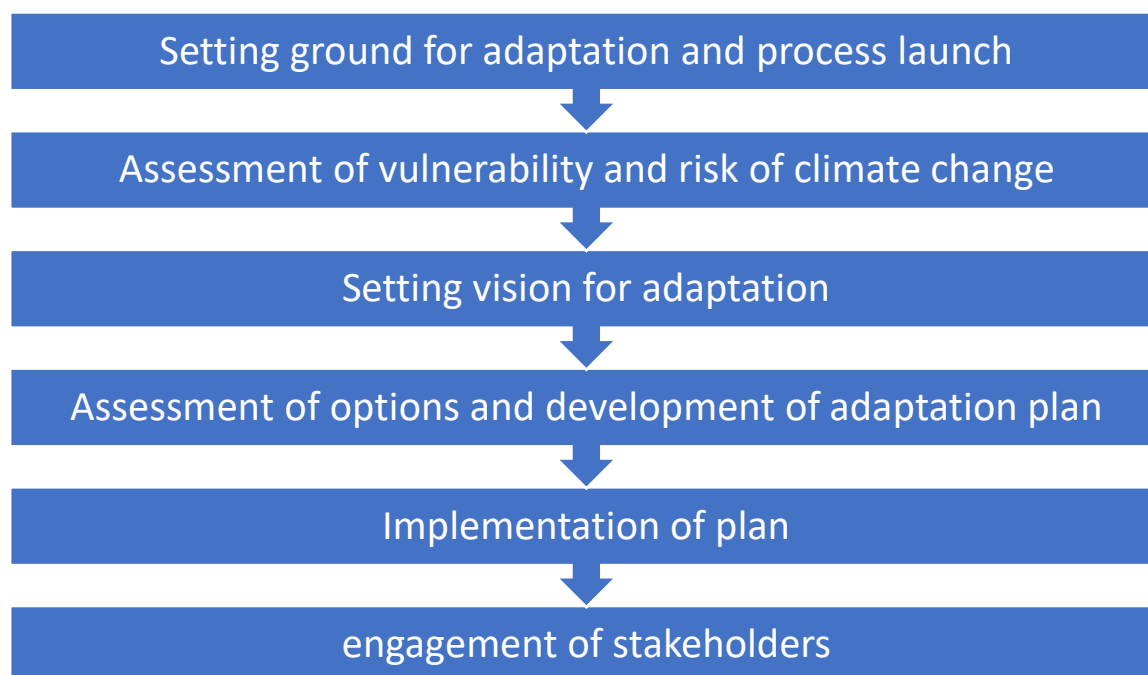 Setting ground for adaptation and process launch
Assessment of vulnerability and risk of climate change
Setting vision for adaptation
Assessment of options and development of adaptation plan
Implementation of plan
engagement of stakeholders